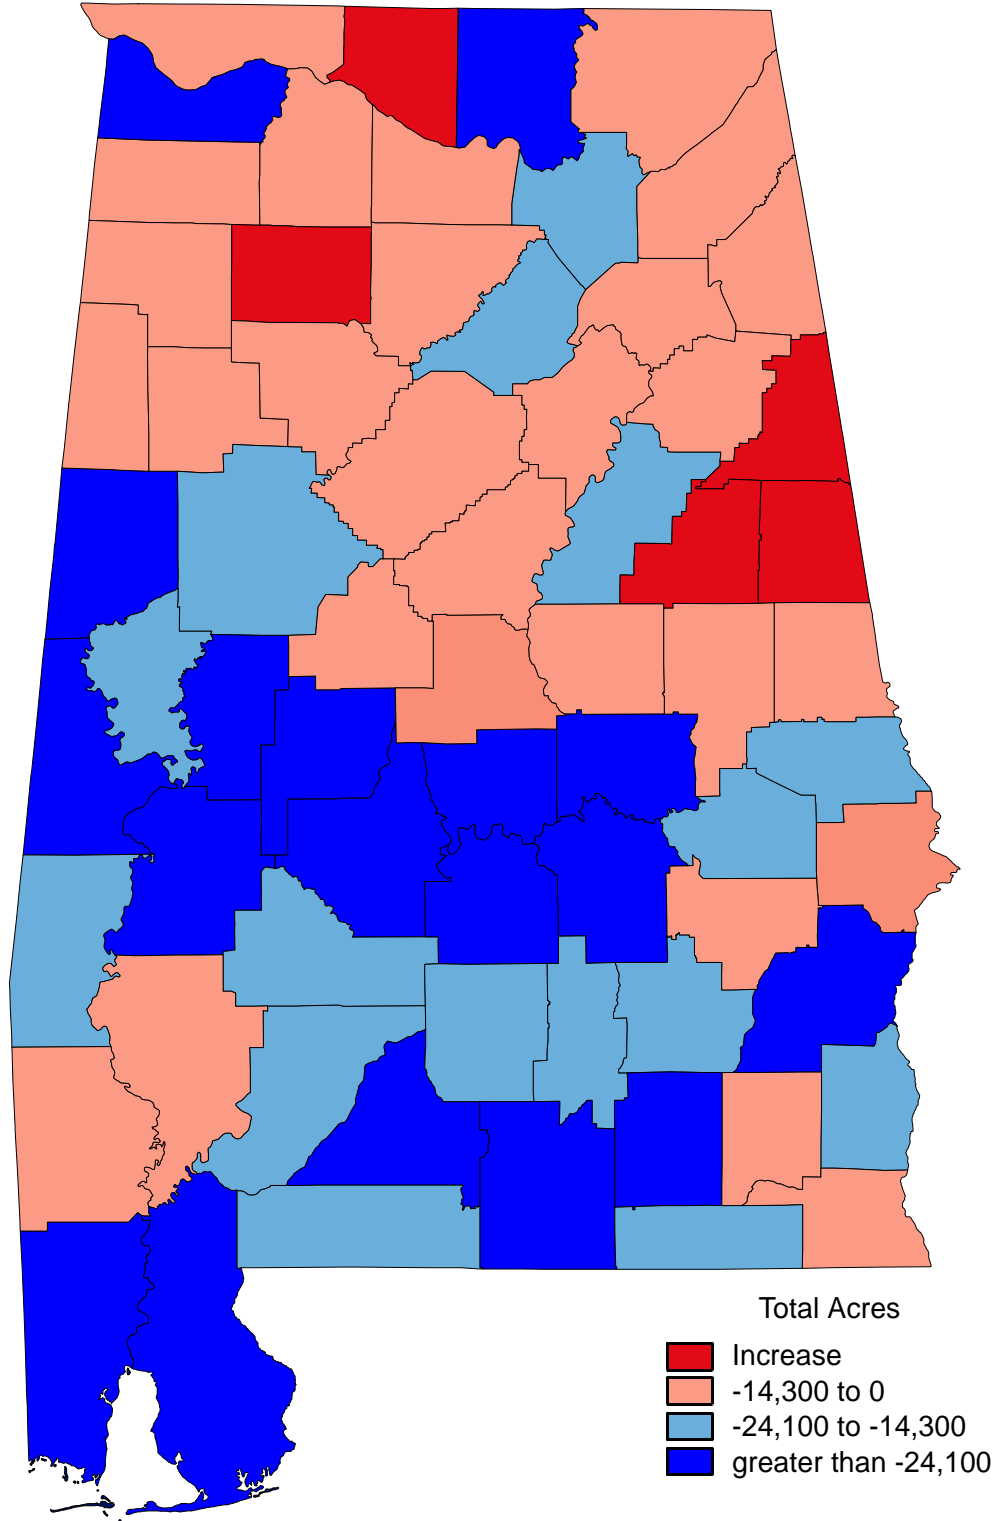 Total Acres
Increase
-14,300 to 0
-24,100 to -14,300
greater than -24,100